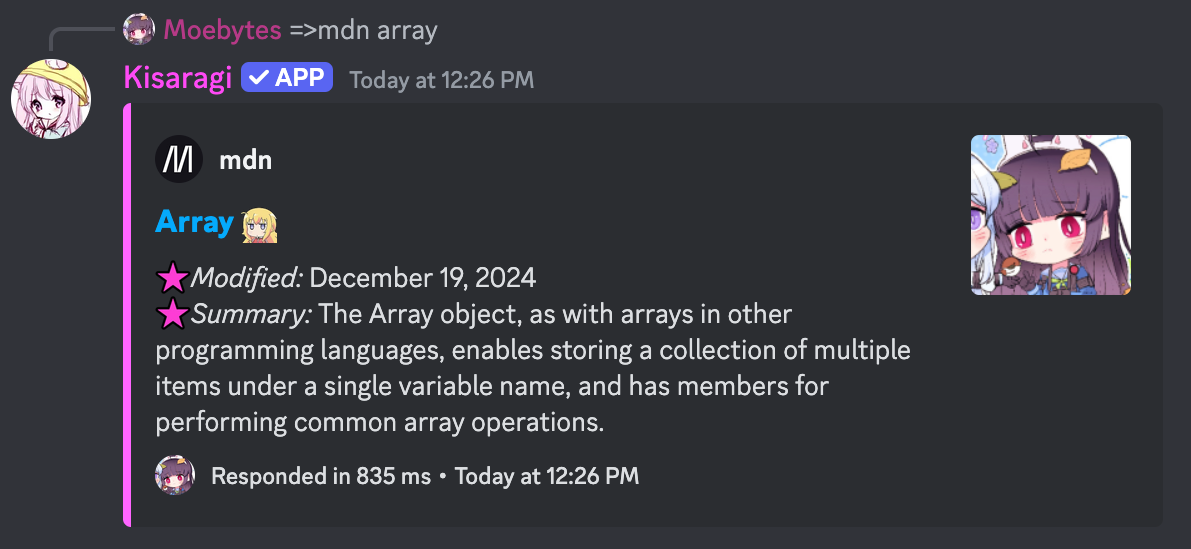 Moebytes =>mdn array
Kisaragi APP Today at 12:26 PM
mdn
Array
Modified: December 19, 2024
Summary: The Array object, as with arrays in other
programming languages, enables storing a collection of multiple
items under a single variable name, and has members for
performing common array operations.
Responded in 835 ms • Today at 12:26 PM